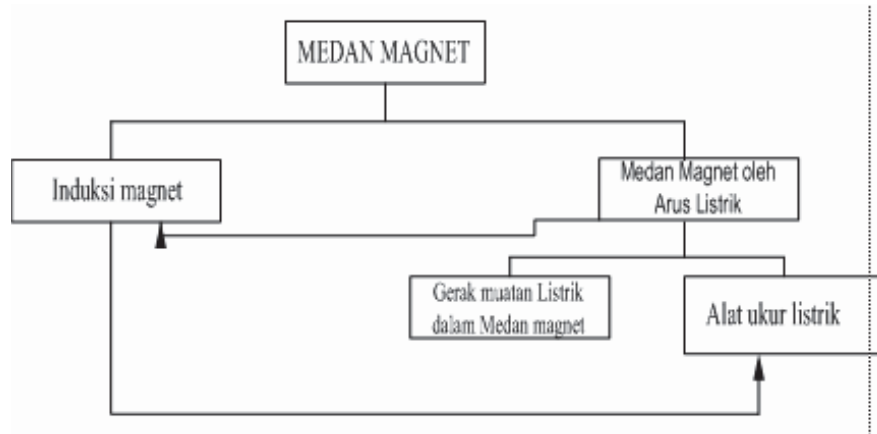 MEDAN MAGNET
Induksi magnet
Medan Magnet oleh
Arus Listrik
Gerak muatan Listrik
dalam Medan magnet
Alat ukur listrik